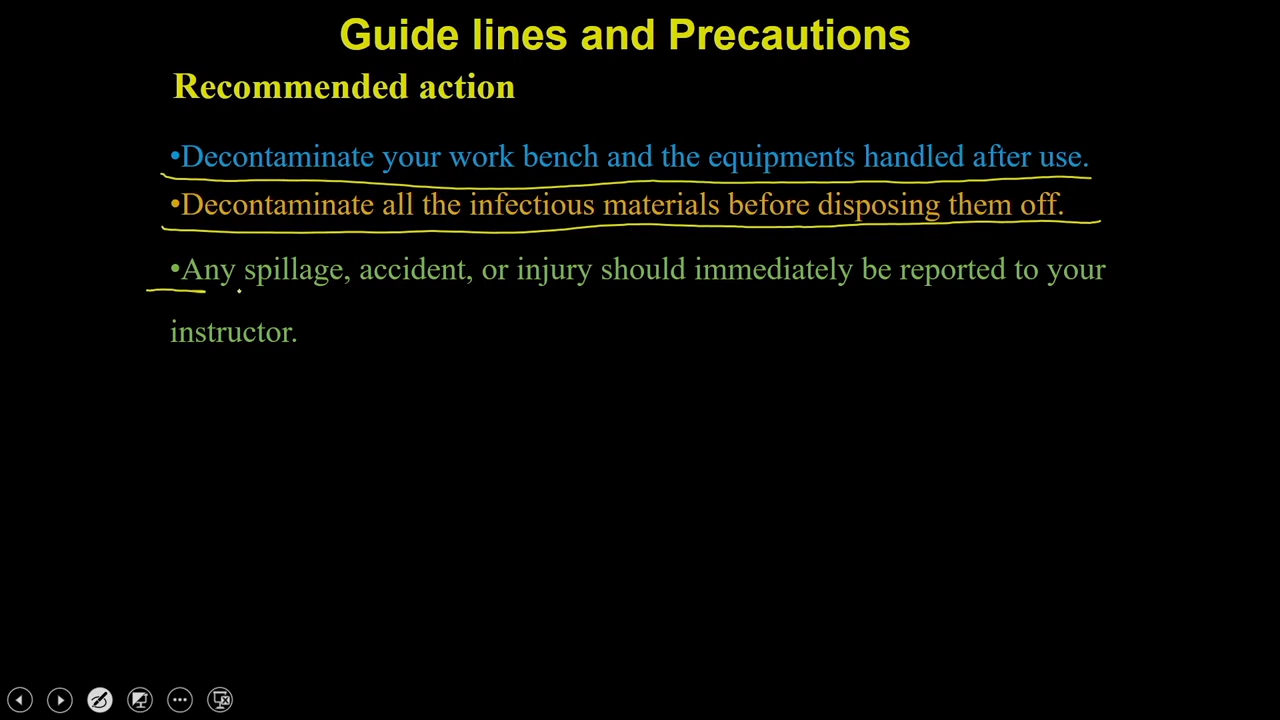 Guide lines and Precautions
Recommended action
•Decontaminate your work bench and the equipments handled after use.
•Decontaminate all the infectious materials before disposing them off.
•Any spillage, accident, or injury should immediately be reported to your
instructor.